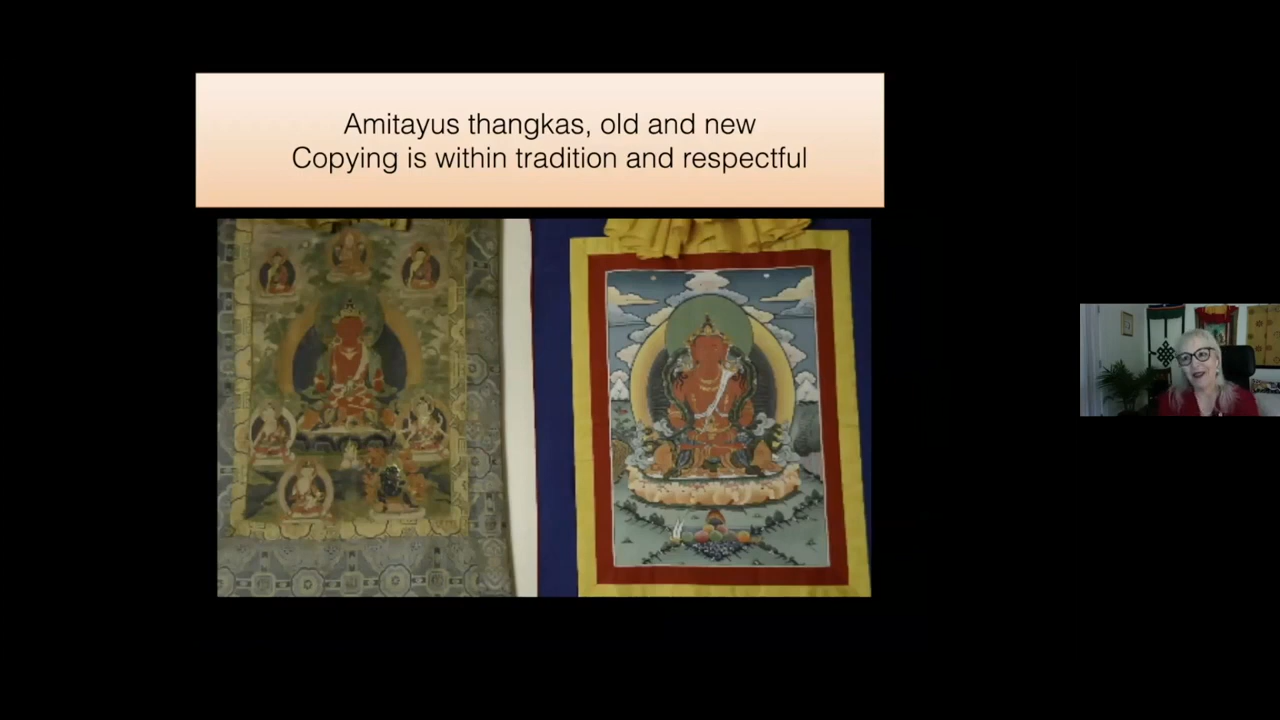 Amitayus thangkas, old and new
Copying is within tradition and respectful